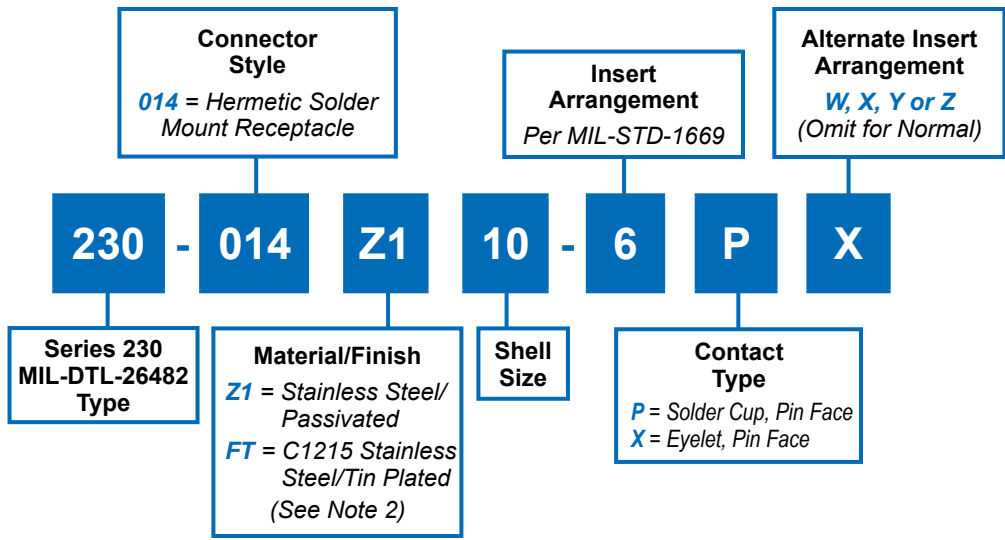 Connector
Style
014 = Hermetic Solder
Mount Receptacle
Insert
Arrangement
Per MIL-STD-1669
Alternate Insert
Arrangement
W, X, Y or Z
(Omit for Normal)
230 - 014 Z1 10 - 6 P X
Series 230
MIL-DTL-26482
Type
Material/Finish
Z1 = Stainless Steel/
Passivated
FT = C1215 Stainless
Steel/Tin Plated
(See Note 2)
Shell
Size
Contact
Type
P = Solder Cup, Pin Face
X = Eyelet, Pin Face